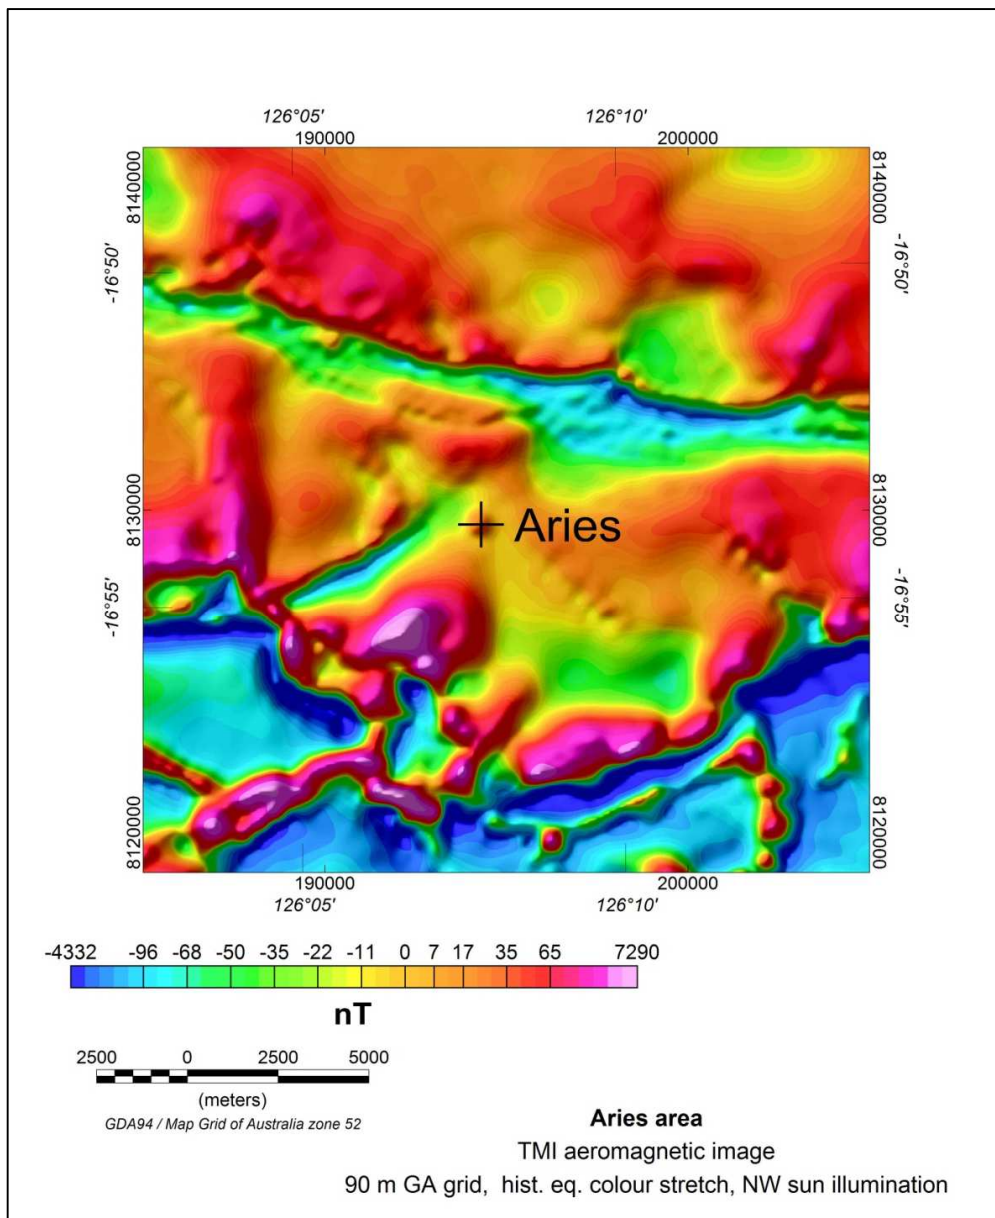 126°05'
126°10'
190000
200000
8140000
8140000
-16°50'
-16°50'
8130000
Aries
8130000
-16°55'
-16°55'
8120000
8120000
190000
200000
126°05'
126°10'
-4332 -96 -68 -50 -22 -11 0 7 17 35 65 7290
nT
2500 0 2500 5000
(meters)
GDA94 / Map Grid of Australia zone 52
Aries area
TMI aeromagnetic image
90 m GA grid, hist. eq. colour stretch, NW sun illumination